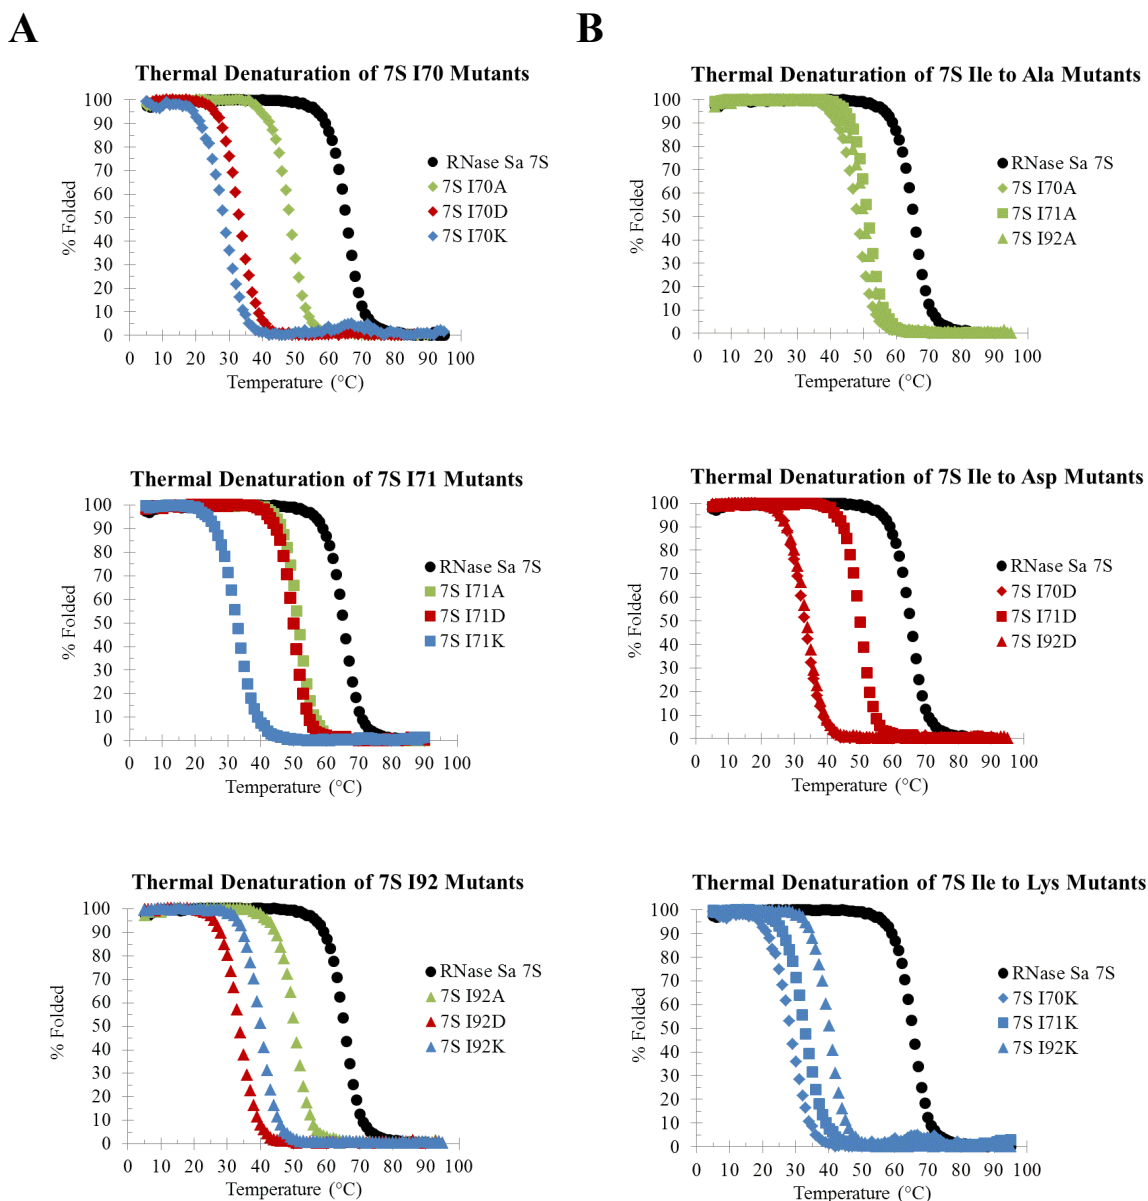 A
B
Thermal Denaturation of 7S I70 Mutants
% Folded
100
90
80
70
60
50
40
30
20
10
0
0 10 20 30 40 50 60 70 80 90 100
Temperature (°C)
RNase Sa 7S
7S I70A
7S I70D
7S I70K
Thermal Denaturation of 7S Ile to Ala Mutants
% Folded
100
90
80
70
60
50
40
30
20
10
0
0 10 20 30 40 50 60 70 80 90 100
Temperature (°C)
RNase Sa 7S
7S I70A
7S I71A
7S I92A
Thermal Denaturation of 7S I71 Mutants
% Folded
100
90
80
70
60
50
40
30
20
10
0
0 10 20 30 40 50 60 70 80 90 100
Temperature (°C)
RNase Sa 7S
7S I71A
7S I71D
7S I71K
Thermal Denaturation of 7S Ile to Asp Mutants
% Folded
100
90
80
70
60
50
40
30
20
10
0
0 10 20 30 40 50 60 70 80 90 100
Temperature (°C)
RNase Sa 7S
7S I70D
7S I71D
7S I92D
Thermal Denaturation of 7S I92 Mutants
% Folded
100
90
80
70
60
50
40
30
20
10
0
0 10 20 30 40 50 60 70 80 90 100
Temperature (°C)
RNase Sa 7S
7S I92A
7S I92D
7S I92K
Thermal Denaturation of 7S Ile to Lys Mutants
% Folded
100
90
80
70
60
50
40
30
20
10
0
0 10 20 30 40 50 60 70 80 90 100
Temperature (°C)
RNase Sa 7S
7S I70K
7S I71K
7S I92K